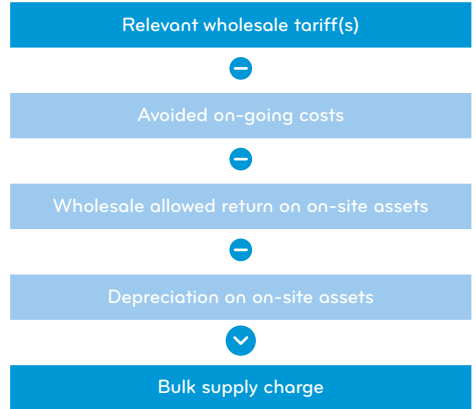 Relevant wholesale tariff(s)
Avoided on-going costs
Wholesale allowed return on on-site assets
Depreciation on on-site assets
Bulk supply charge